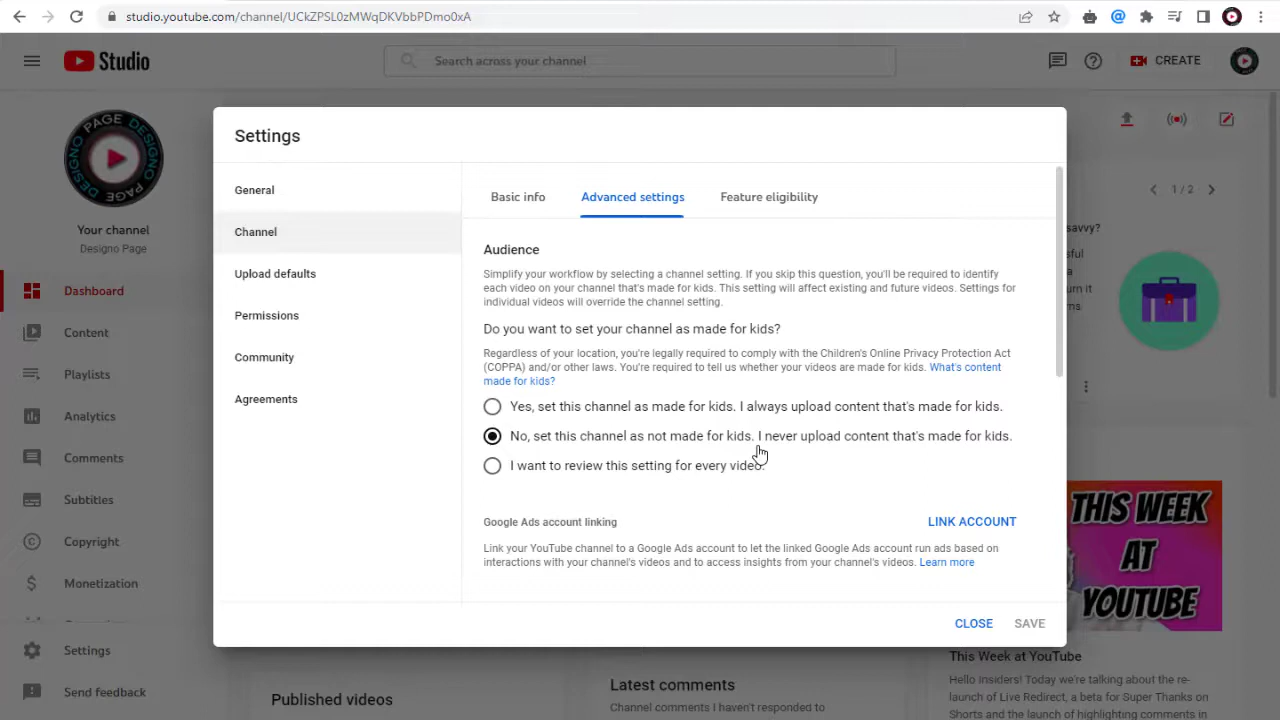 studio.youtube.com/channel/UCkZPSL0zMWqDKVbbPDmo0xA
Studio
Search across your channel
CREATE
PAGE DESIGNO PAGE DESIGNO
Your channel
Designo Page
Dashboard
Content
Playlists
Analytics
Comments
Subtitles
Copyright
Monetization
Settings
Send feedback
Settings
General
Channel
Upload defaults
Permissions
Community
Agreements
Basic info
Advanced settings
Feature eligibility
Audience
Simplify your workflow by selecting a channel setting. If you skip this question, you'll be required to identify
each video on your channel that's made for kids. This setting will affect existing and future videos. Settings for
individual videos will override the channel setting.
Do you want to set your channel as made for kids?
Regardless of your location, you're legally required to comply with the Children's Online Privacy Protection Act
(COPPA) and/or other laws. You're required to tell us whether your videos are made for kids. What's content
made for kids?
Yes, set this channel as made for kids. I always upload content that's made for kids.
No, set this channel as not made for kids. I never upload content that's made for kids.
I want to review this setting for every video.
Google Ads account linking
LINK ACCOUNT
Link your YouTube channel to a Google Ads account to let the linked Google Ads account run ads based on
interactions with your channel's videos and to access insights from your channel's videos. Learn more
CLOSE
SAVE
1 / 2
savvy?
THIS WEEK
AT
YOUTUBE
This Week at YouTube
Hello Insiders! Today we're talking about the re-
launch of Live Redirect, a beta for Super Thanks on
Shorts and the launch of highlighting comments in
Published videos
Latest comments
Channel comments I haven't responded to